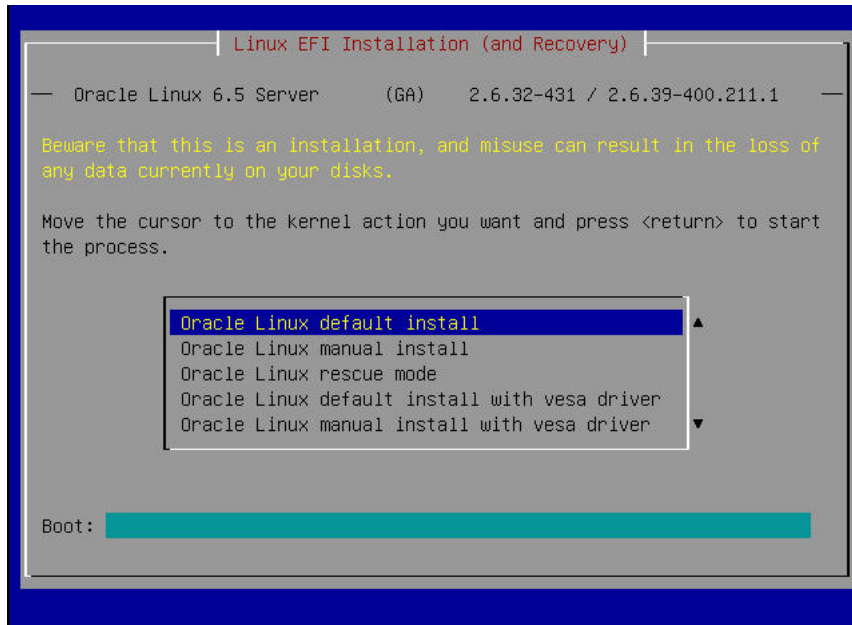 Linux EFI Installation (and Recovery)
Oracle Linux 6.5 Server (GA) 2.6.32-431 / 2.6.39-400.211.1
Beware that this is an installation, and misuse can result in the loss of
any data currently on your disks.
Move the cursor to the kernel action you want and press <return> to start
the process.
Oracle Linux default install
Oracle Linux manual install
Oracle Linux rescue mode
Oracle Linux default install with vesa driver
Oracle Linux manual install with vesa driver
Boot: